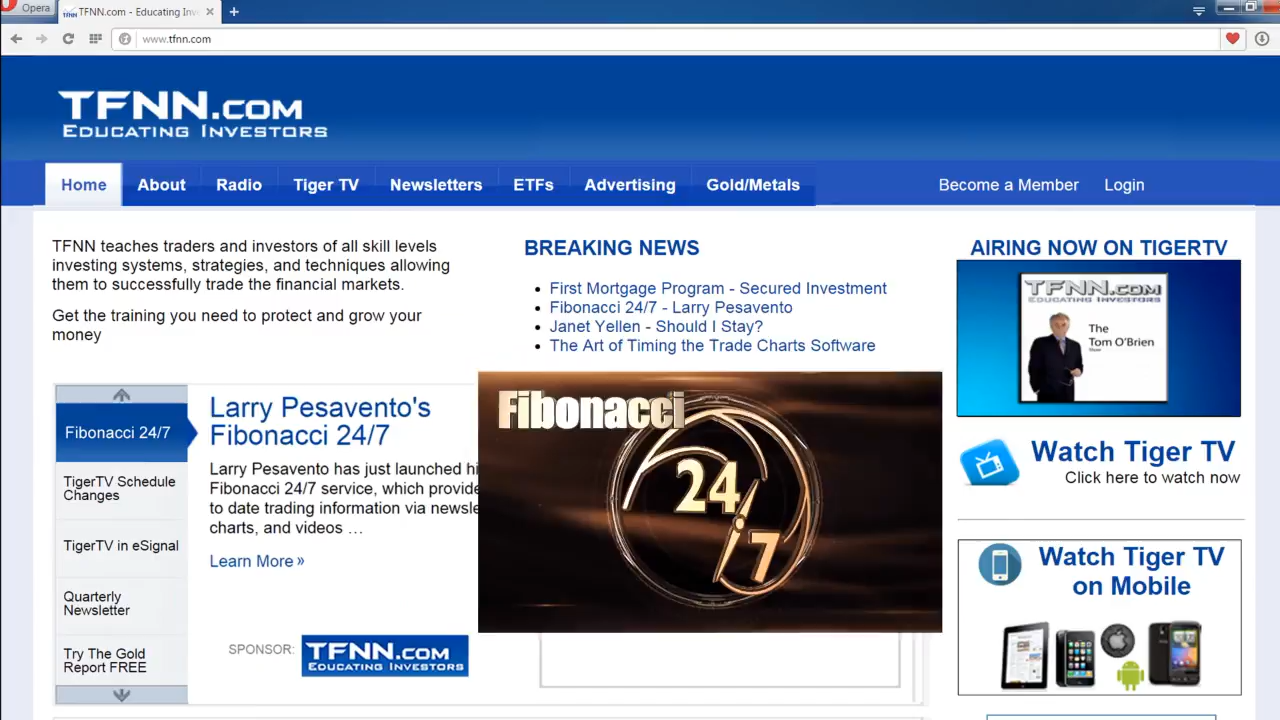 Opera
TFNN.com - Educating Inv
www.tfnn.com
TFNN.COM
EDUCATING INVESTORS
Home
About
Radio
Tiger TV
Newsletters
ETFs
Advertising
Gold/Metals
Become a Member
Login
TFNN teaches traders and investors of all skill levels
investing systems, strategies, and techniques allowing
them to successfully trade the financial markets.
Get the training you need to protect and grow your
money
BREAKING NEWS
First Mortgage Program - Secured Investment
Fibonacci 24/7 - Larry Pesavento
Janet Yellen - Should I Stay?
The Art of Timing the Trade Charts Software
AIRING NOW ON TIGERTV
TFNN.COM
EDUCATING INVESTORS
The
Tom O'Brien
Show
Watch Tiger TV
Click here to watch now
Watch Tiger TV
on Mobile
Fibonacci 24/7
TigerTV Schedule
Changes
TigerTV in eSignal
Quarterly
Newsletter
Try The Gold
Report FREE
Larry Pesavento's
Fibonacci 24/7
Larry Pesavento has just launched hi
Fibonacci 24/7 service, which provide
to date trading information via newsle
charts, and videos …
Learn More »
SPONSOR:
TFNN.COM
EDUCATING INVESTORS
Fibonacci
24
7